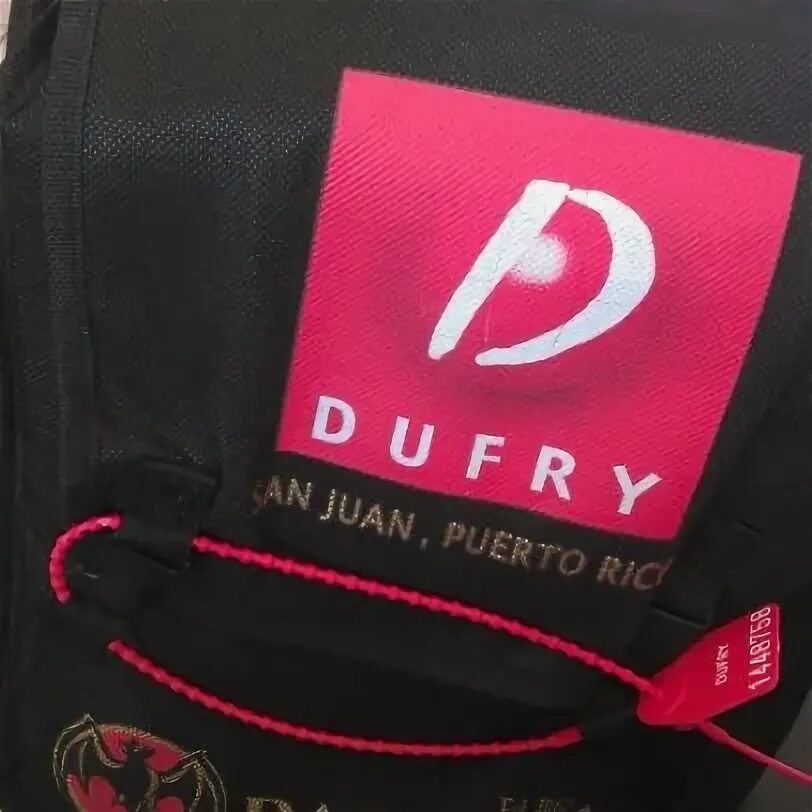 DUFRY
SAN JUAN, PUERTO RICO
DUFRY
1448758